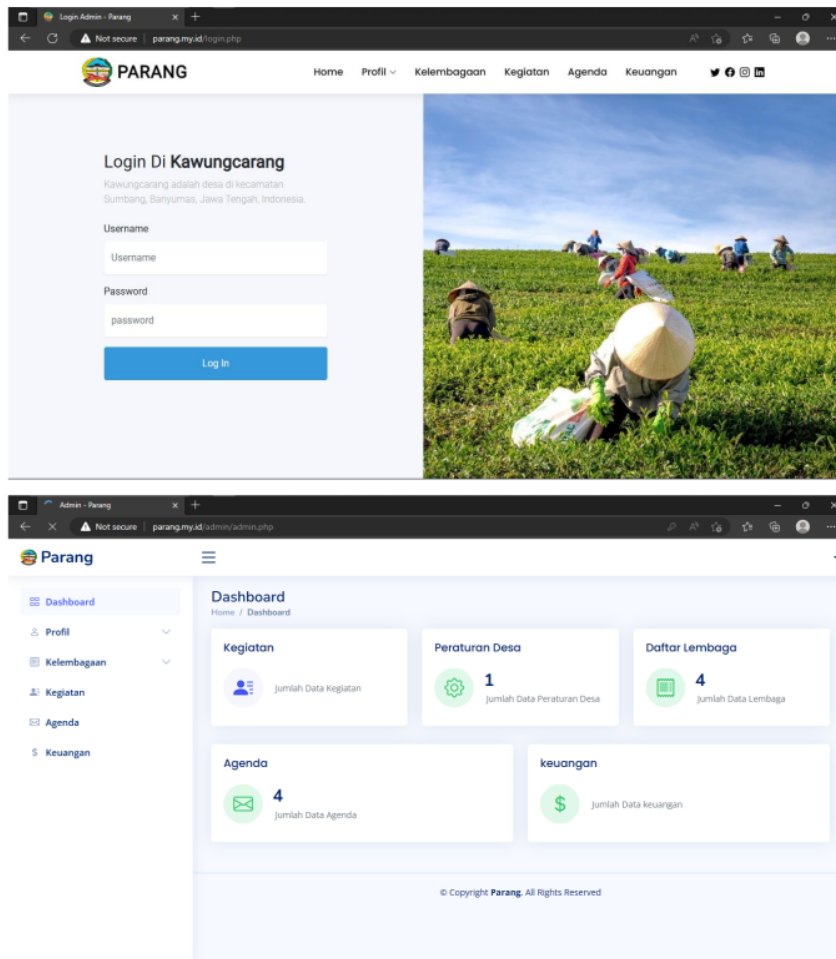 Login Admin - Parang
Not secure | parang.my.id/login.php
PARANG
Home Profil Kelembagaan Kegiatan Agenda Keuangan
Login Di Kawungcarang
Kawungcarang adalah desa di kecamatan
Sumbang, Banyumas, Jawa Tengah, Indonesia.
Username
Username
Password
password
Log In
Admin - Parang
Not secure | parang.my.id/admin/admin.php
Parang
Dashboard
Profil
Kelembagaan
Kegiatan
Agenda
$ Keuangan
Dashboard
Home / Dashboard
Kegiatan
Jumlah Data Kegiatan
Peraturan Desa
1
Jumlah Data Peraturan Desa
Daftar Lembaga
4
Jumlah Data Lembaga
Agenda
4
Jumlah Data Agenda
keuangan
$
Jumlah Data keuangan
© Copyright Parang. All Rights Reserved